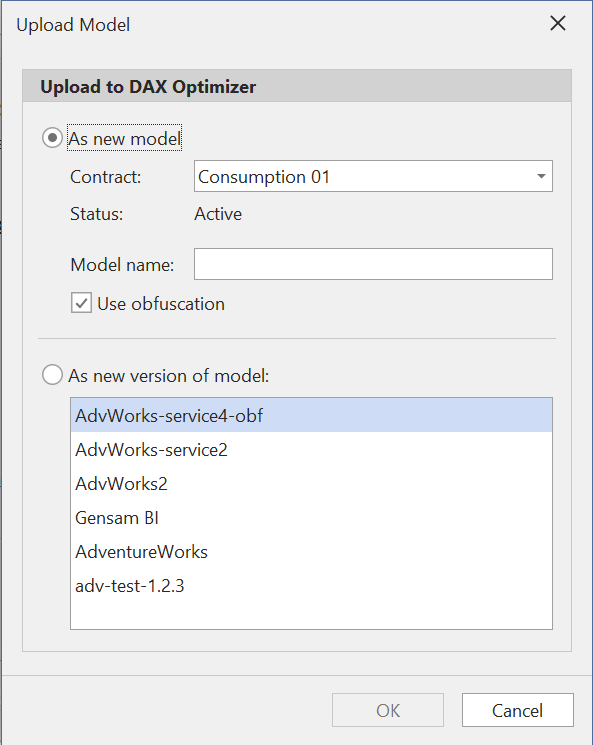 Upload Model
Upload to DAX Optimizer
As new model
Contract: Consumption 01
Status: Active
Model name:
Use obfuscation
As new version of model:
AdvWorks-service4-obf
AdvWorks-service2
AdvWorks2
Gensam BI
AdventureWorks
adv-test-1.2.3
OK Cancel